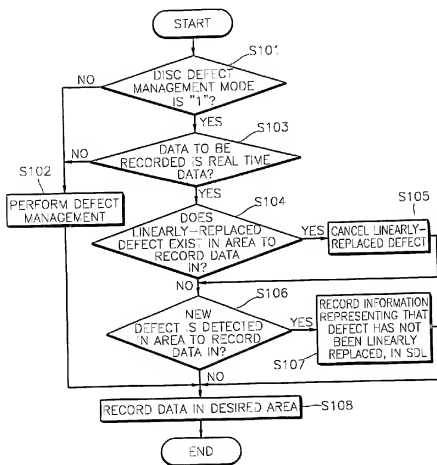 START
S101
NO
DISC DEFECT
MANAGEMENT MODE
IS "1"?
YES
S103
NO
DATA TO BE
RECORDED IS REAL TIME
DATA?
S102
YES
S104
PERFORM DEFECT
MANAGEMENT
DOES
LINEARLY-REPLACED
DEFECT EXIST IN AREA TO
RECORD DATA
IN?
YES
S105
CANCEL LINEARLY-
REPLACED DEFECT
NO
S106
NEW
DEFECT IS DETECTED
IN AREA TO RECORD
DATA IN?
YES
RECORD INFORMATION
REPRESENTING THAT
DEFECT HAS NOT
BEEN LINEARLY
REPLACED, IN SDL
S107
NO
RECORD DATA IN DESIRED AREA
S108
END